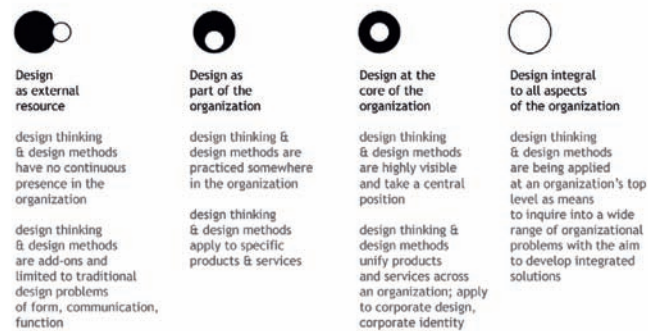 Design
as external
resource
design thinking
& design methods
have no continuous
presence in the
organization
design thinking
& design methods
are add-ons and
limited to traditional
design problems
of form, communication,
function
Design as
part of the
organization
design thinking &
design methods are
practiced somewhere
in the organization
design thinking
& design methods
apply to specific
products & services
Design at the
core of the
organization
design thinking
& design methods
are highly visible
and take a central
position
design thinking &
design methods
unify products
and services across
an organization; apply
to corporate design,
corporate identity
Design integral
to all aspects
of the organization
design thinking
& design methods
are being applied
at an organization's top
level as means
to inquire into a wide
range of organizational
problems with the aim
to develop integrated
solutions